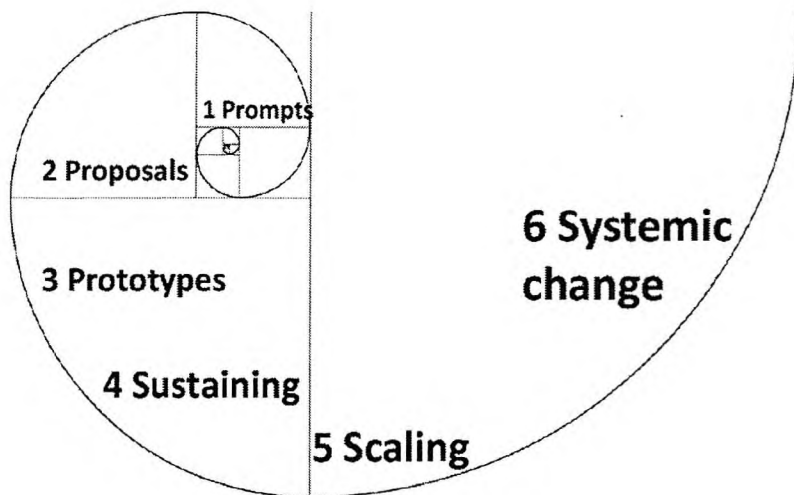 1 Prompts
2 Proposals
3 Prototypes
4 Sustaining
5 Scaling
6 Systemic
change